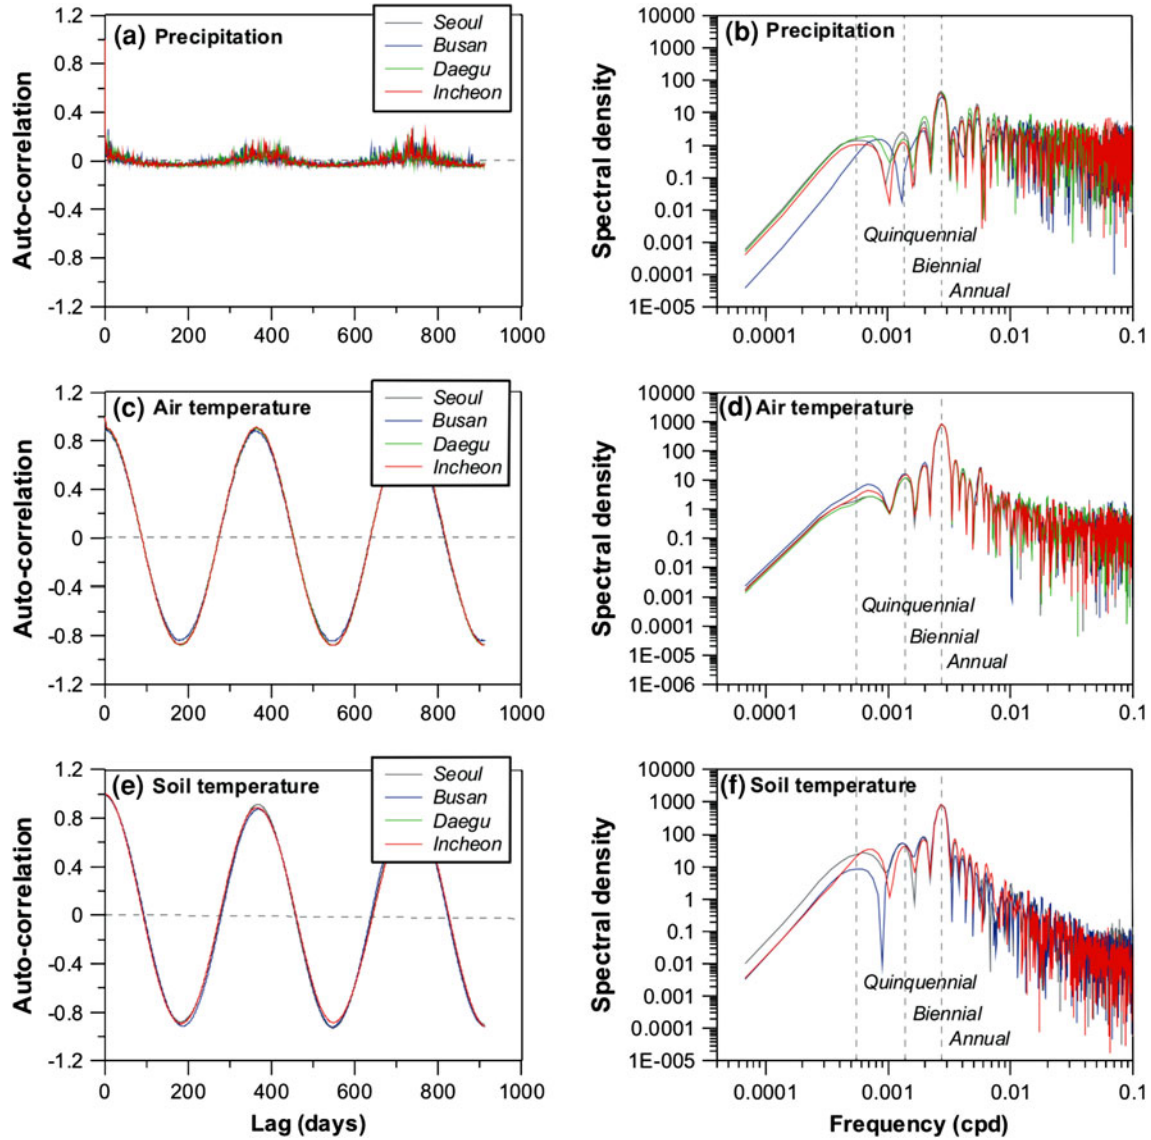 (a) Precipitation
Seoul
Busan
Daegu
Incheon
Auto-correlation
1.2
0.8
0.4
0
-0.4
-0.8
-1.2
0 200 400 600 800 1000
(b) Precipitation
Spectral density
10000
1000
100
10
1
0.1
0.01
0.001
0.0001
1E-005
Quinquennial
Biennial
Annual
0.0001 0.001 0.01 0.1
(c) Air temperature
Seoul
Busan
Daegu
Incheon
Auto-correlation
1.2
0.8
0.4
0
-0.4
-0.8
-1.2
0 200 400 600 800 1000
(d) Air temperature
Spectral density
10000
1000
100
10
1
0.1
0.01
0.001
0.0001
1E-005
1E-006
Quinquennial
Biennial
Annual
0.0001 0.001 0.01 0.1
(e) Soil temperature
Seoul
Busan
Daegu
Incheon
Auto-correlation
1.2
0.8
0.4
0
-0.4
-0.8
-1.2
0 200 400 600 800 1000
Lag (days)
(f) Soil temperature
Spectral density
10000
1000
100
10
1
0.1
0.01
0.001
0.0001
1E-005
Quinquennial
Biennial
Annual
0.0001 0.001 0.01 0.1
Frequency (cpd)